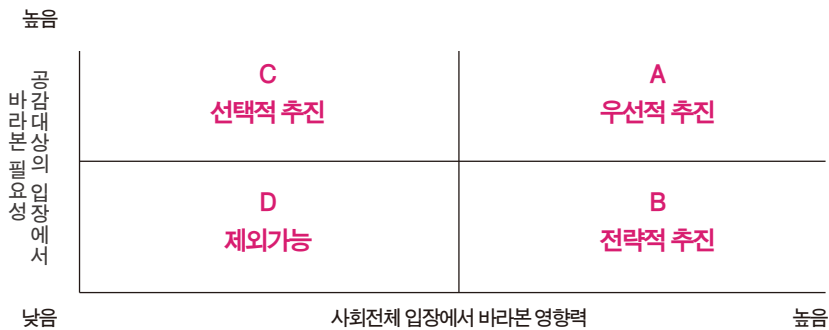 높음
공감대상의 입장에서
바라본 필요성
C
선택적 추진
A
우선적 추진
D
제외가능
B
전략적 추진
낮음
사회전체 입장에서 바라본 영향력
높음